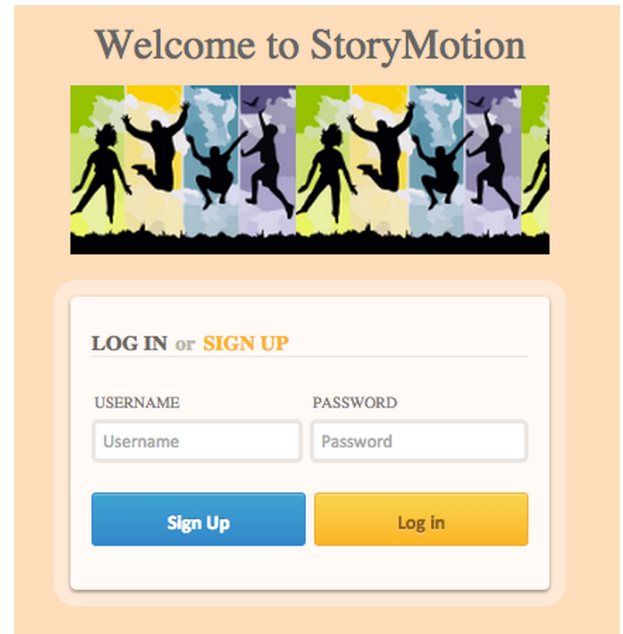 Welcome to StoryMotion
LOG IN or SIGN UP
USERNAME PASSWORD
Username Password
Sign Up Log in